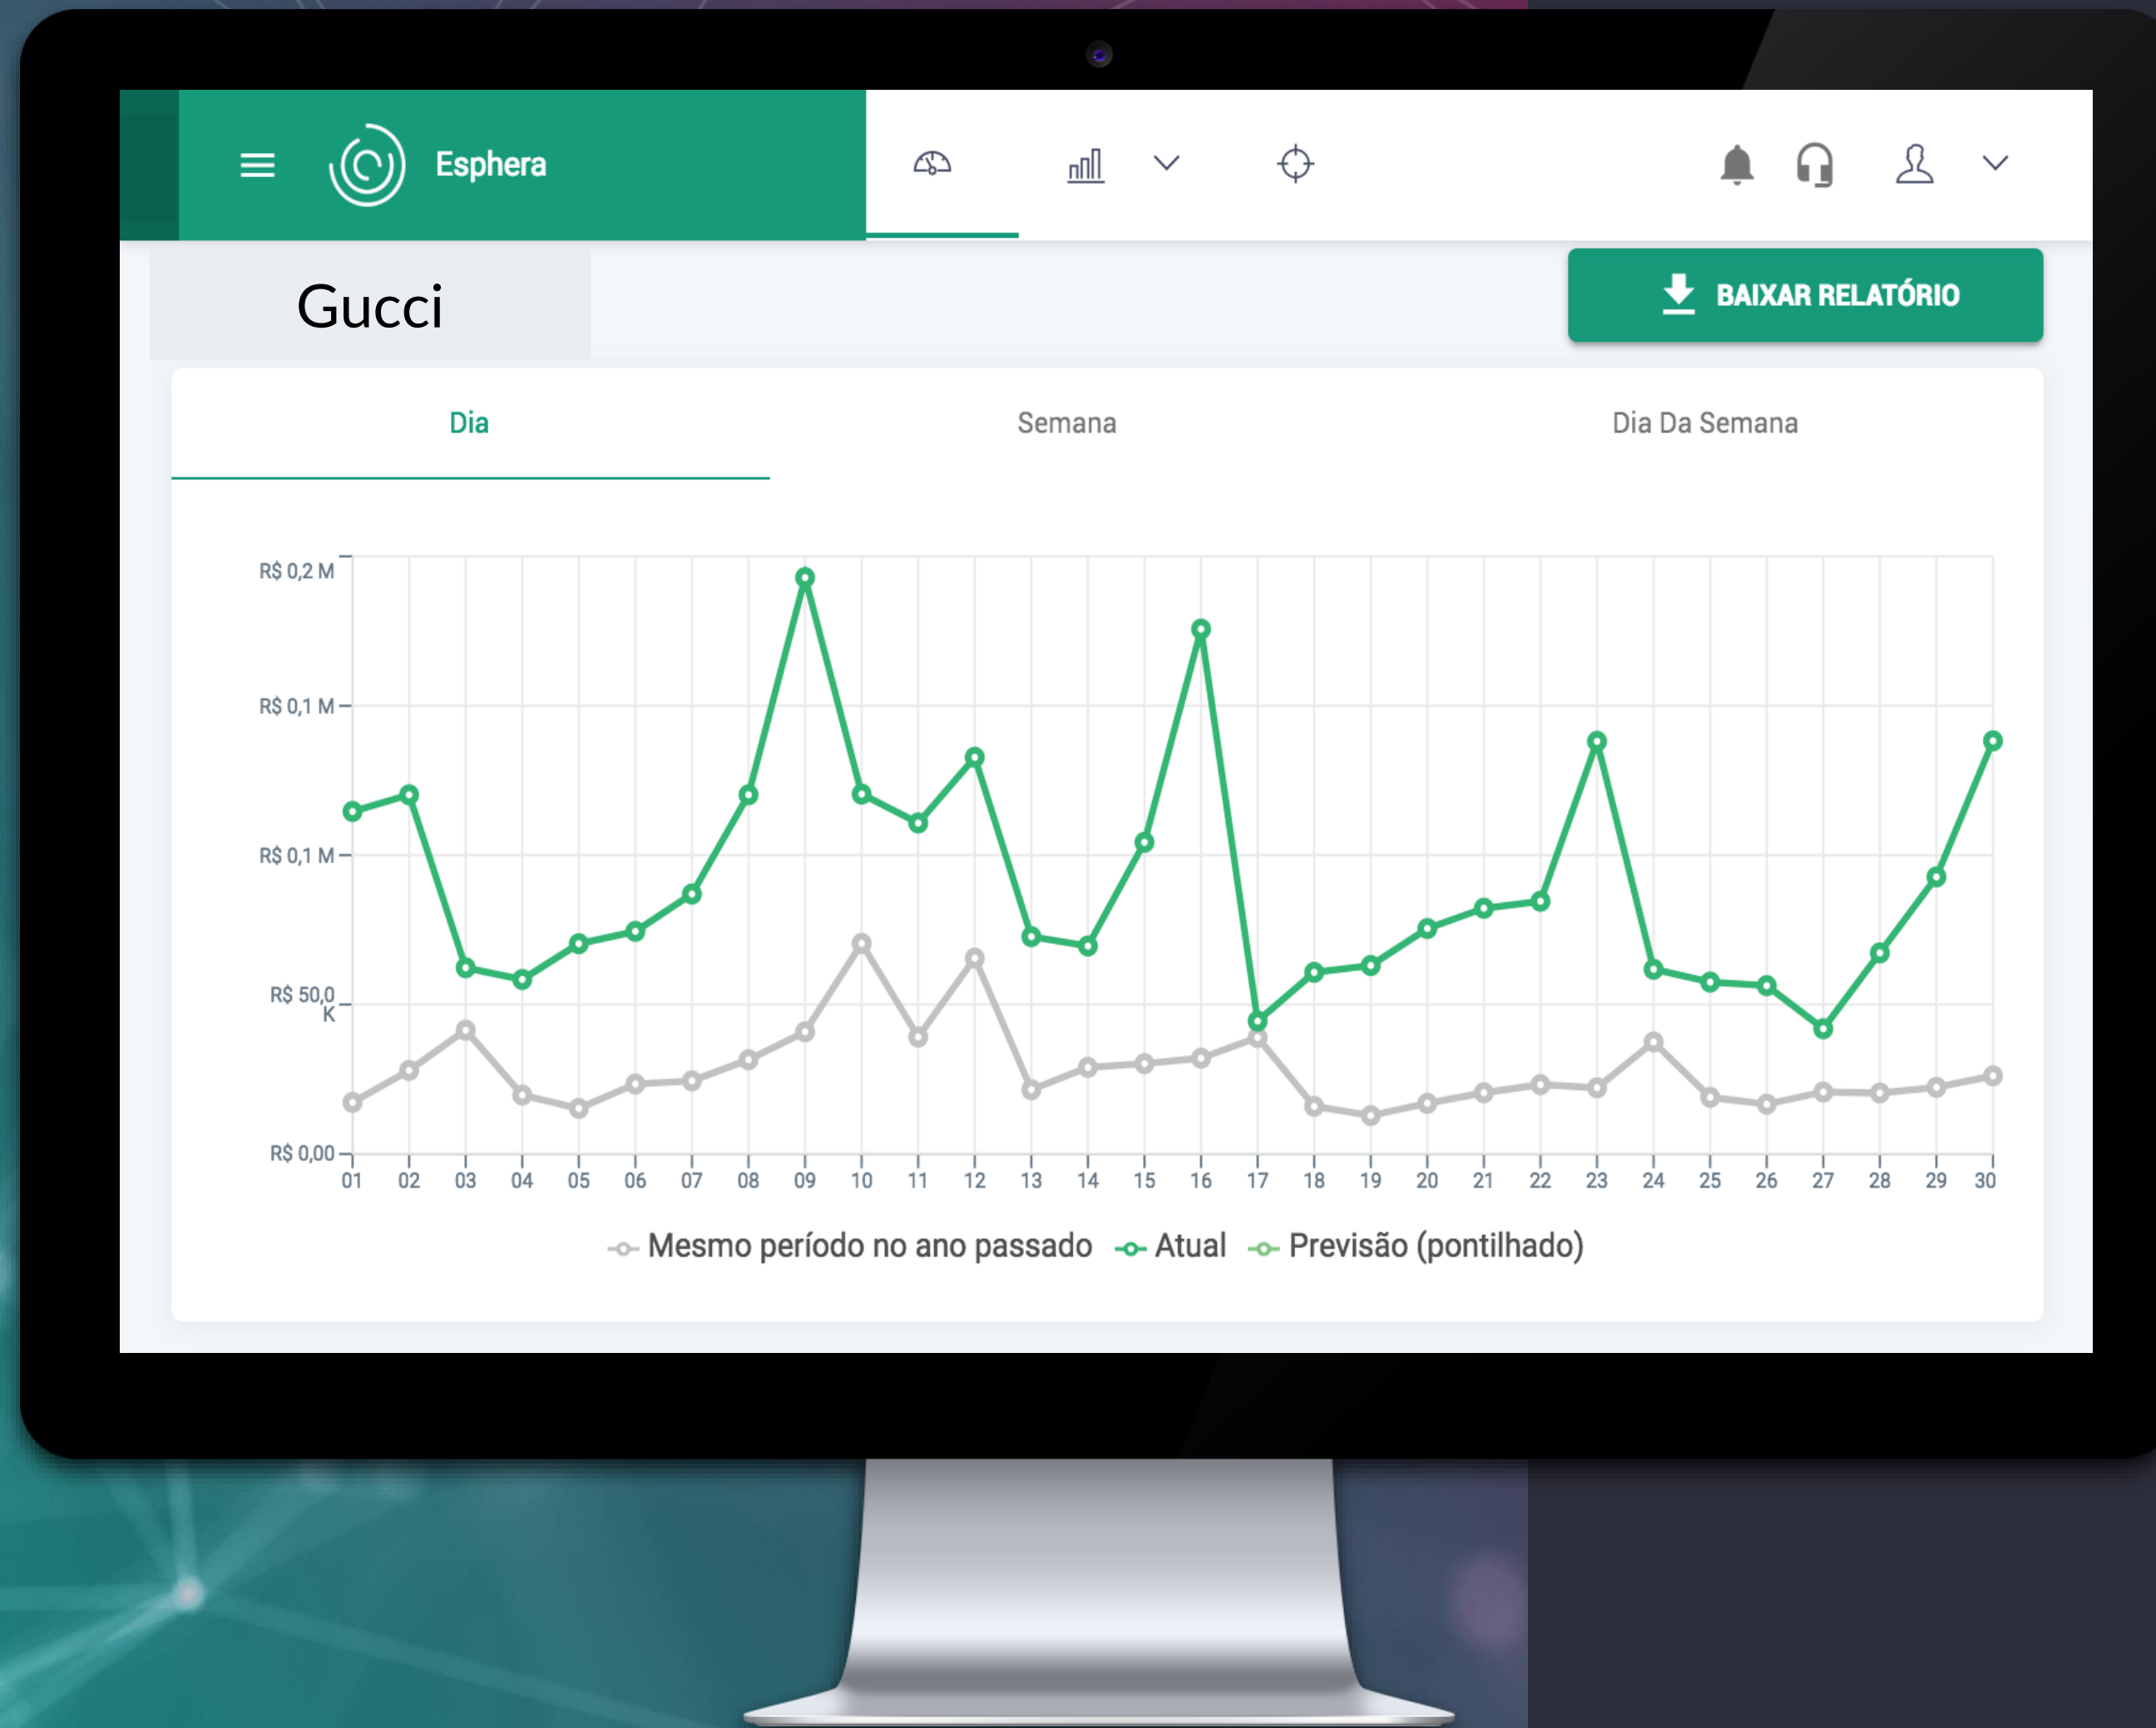 Esphera
Gucci
BAIXAR RELATÓRIO
Dia Semana Dia Da Semana
R$ 0,2 M
R$ 0,1 M
R$ 0,1 M
R$ 50,0
K
R$ 0,00
01 02 03 04 05 06 07 08 09 10 11 12 13 14 15 16 17 18 19 20 21 22 23 24 25 26 27 28 29 30
Mesmo período no ano passado Atual Previsão (pontilhado)